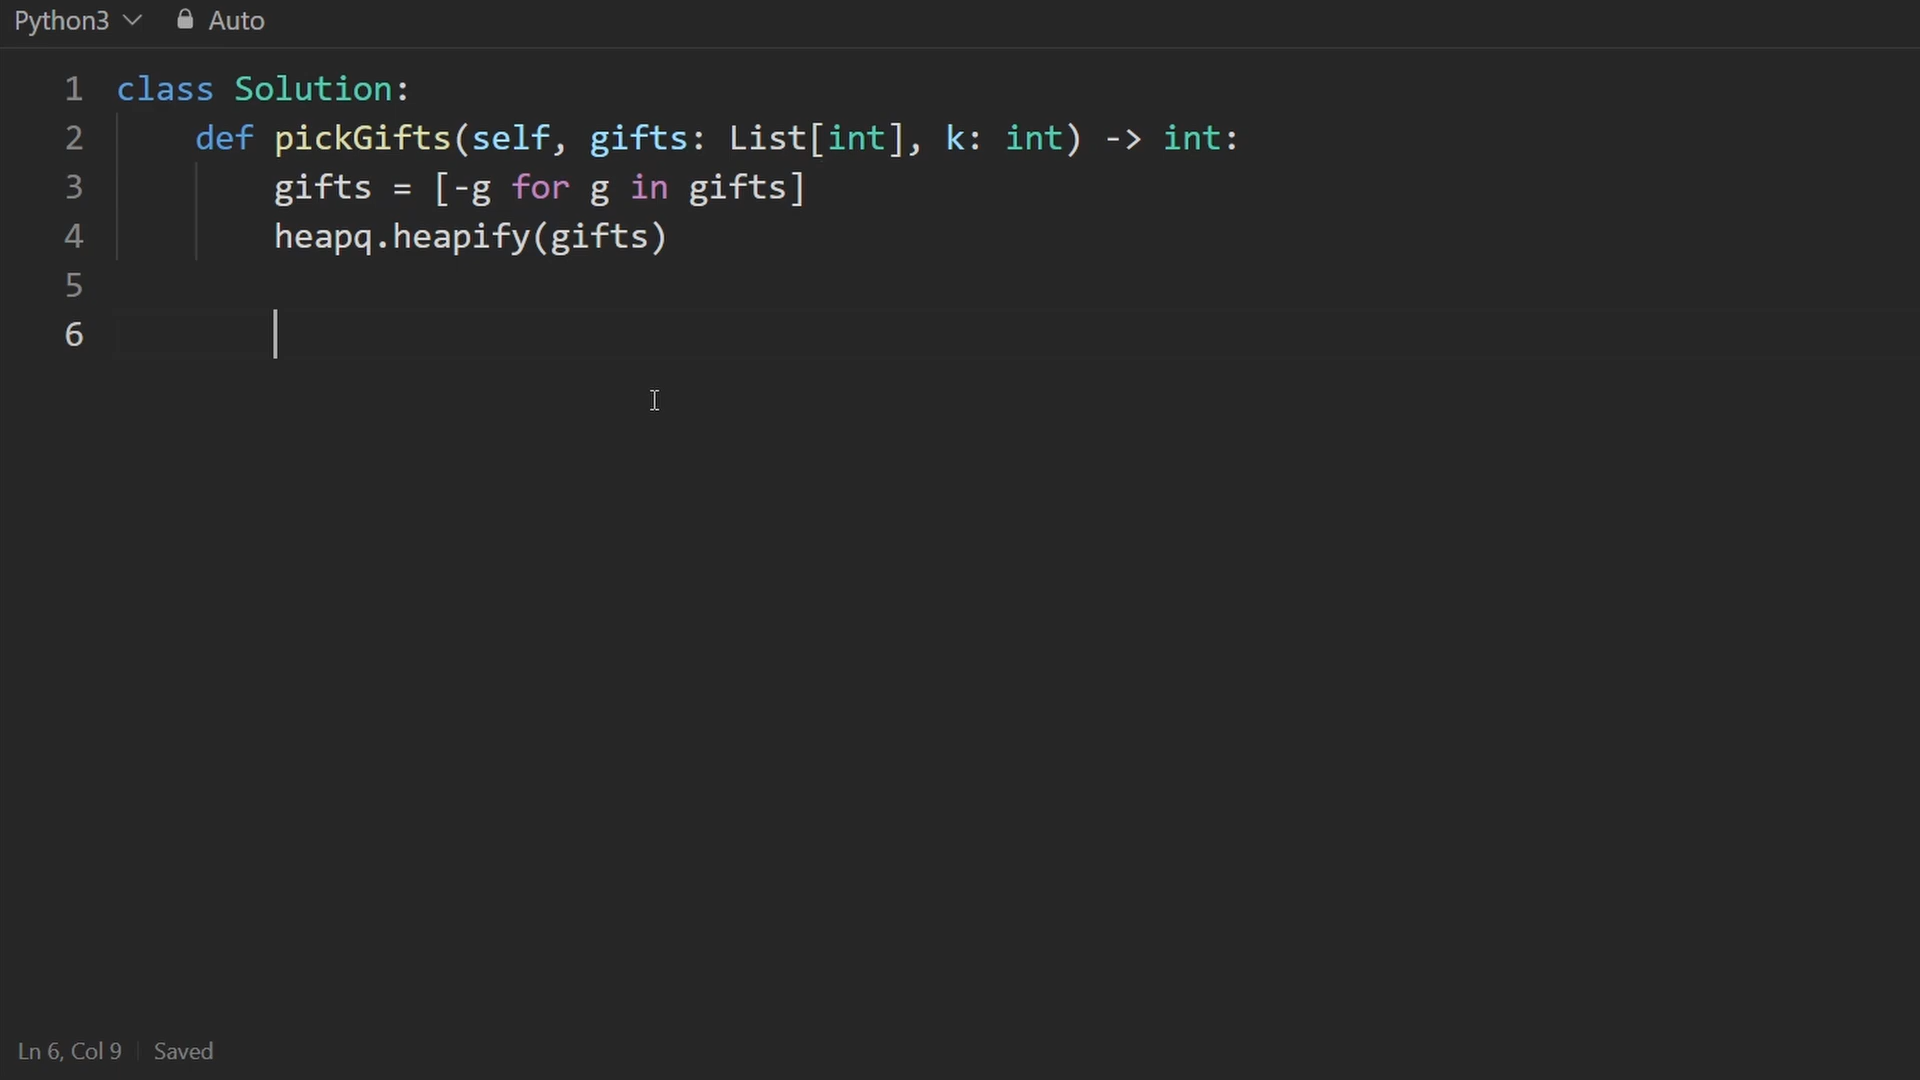 Python3 Auto
1 class Solution:
2 def pickGifts(self, gifts: List[int], k: int) -> int:
3 gifts = [-g for g in gifts]
4 heapq.heapify(gifts)
5
6
Ln 6, Col 9 Saved